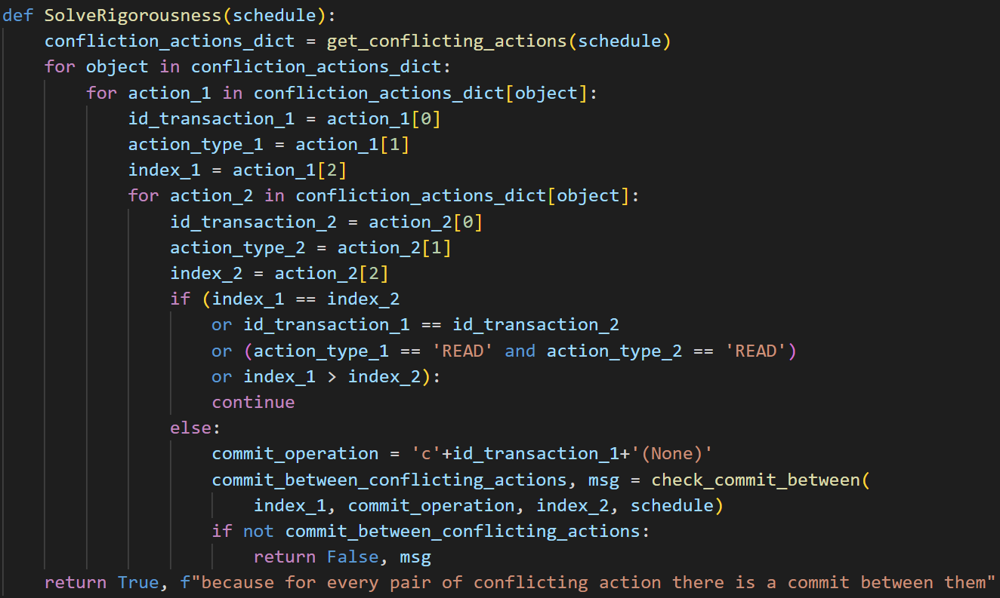 def SolveRigorousness(schedule):
    confliction_actions_dict = get_conflicting_actions(schedule)
    for object in confliction_actions_dict:
        for action_1 in confliction_actions_dict[object]:
            id_transaction_1 = action_1[0]
            action_type_1 = action_1[1]
            index_1 = action_1[2]
            for action_2 in confliction_actions_dict[object]:
                id_transaction_2 = action_2[0]
                action_type_2 = action_2[1]
                index_2 = action_2[2]
                if (index_1 == index_2
                    or id_transaction_1 == id_transaction_2
                    or (action_type_1 == 'READ' and action_type_2 == 'READ')
                    or index_1 > index_2):
                    continue
                else:
                    commit_operation = 'c'+id_transaction_1+'(None)'
                    commit_between_conflicting_actions, msg = check_commit_between(
                        index_1, commit_operation, index_2, schedule)
                    if not commit_between_conflicting_actions:
                        return False, msg
    return True, f"because for every pair of conflicting action there is a commit between them"